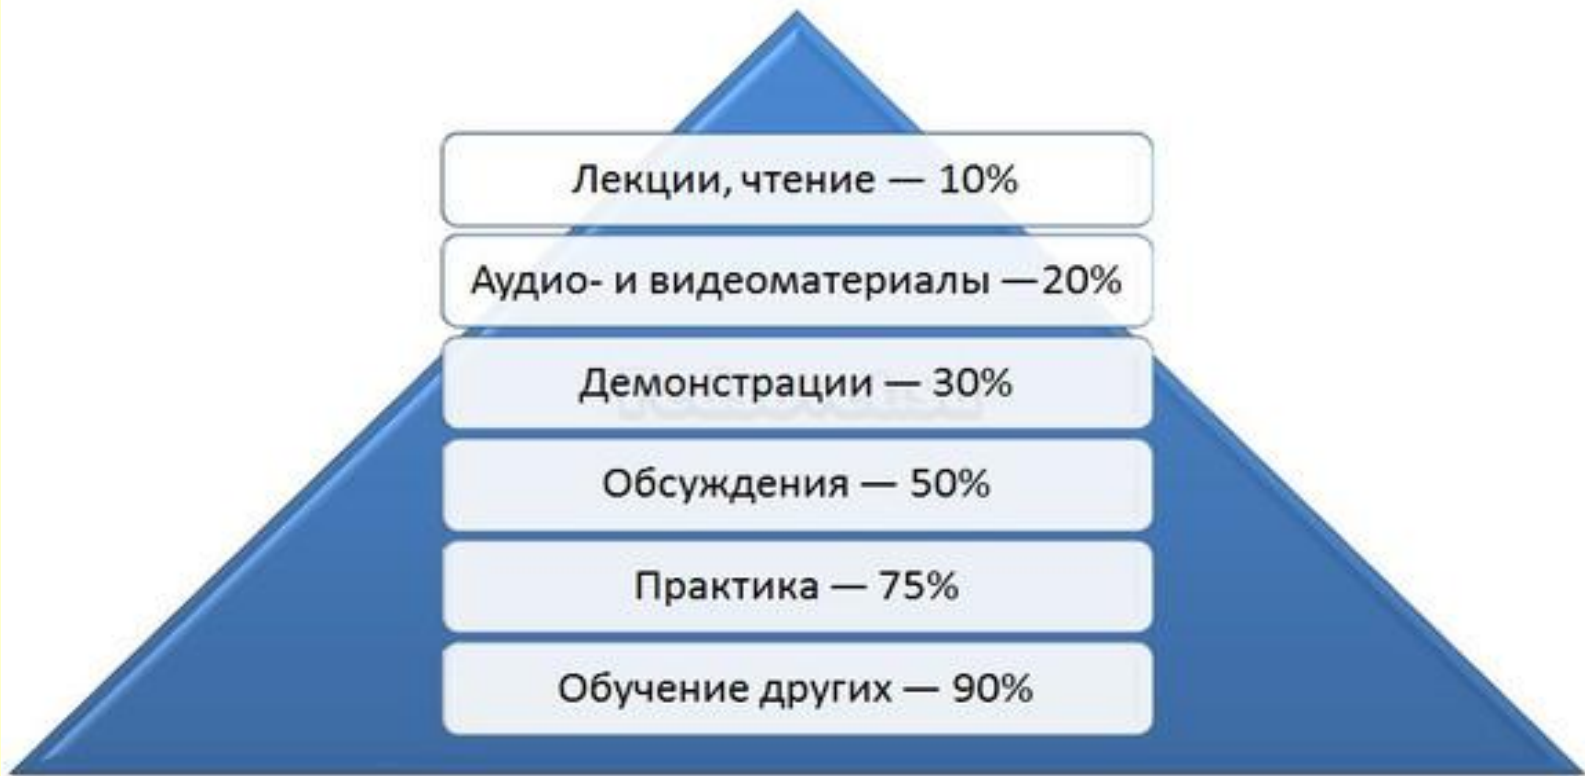 Лекции, чтение — 10%
Аудио- и видеоматериалы —20%
Демонстрации — 30%
Обсуждения — 50%
Практика — 75%
Обучение других — 90%